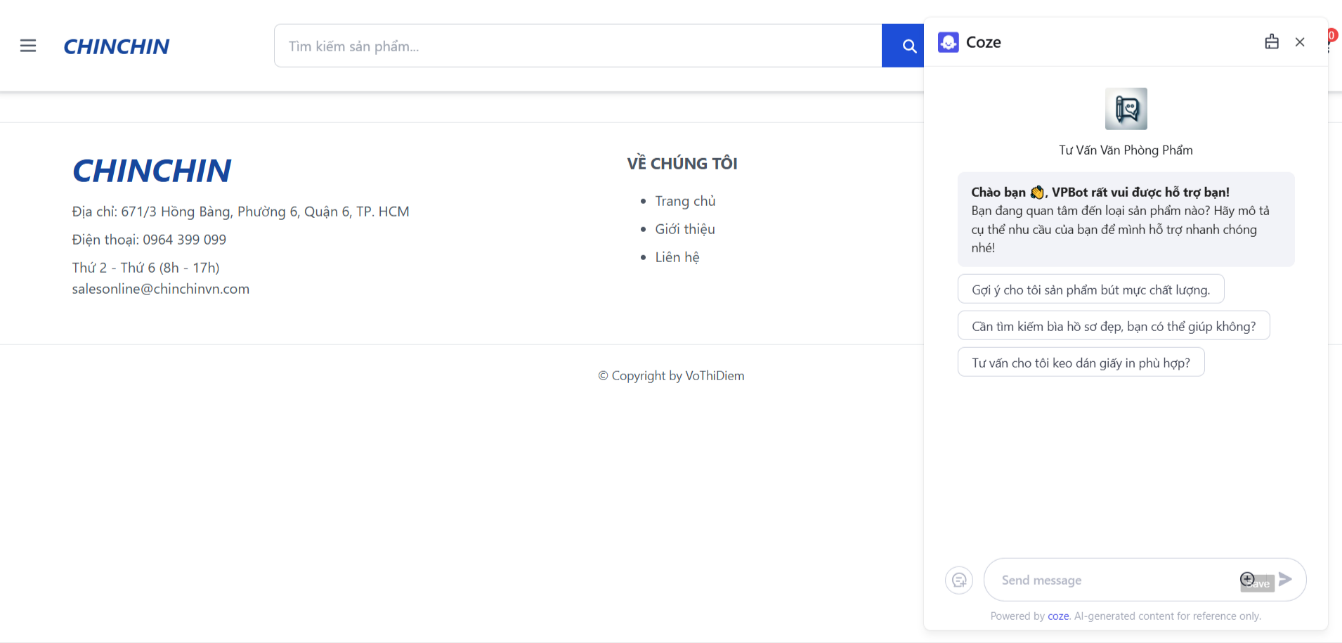 CHINCHIN
Tìm kiếm sản phẩm...
0
CHINCHIN
Địa chỉ: 671/3 Hồng Bàng, Phường 6, Quận 6, TP. HCM
Điện thoại: 0964 399 099
Thứ 2 - Thứ 6 (8h - 17h)
salesonline@chinchinvn.com
VỀ CHÚNG TÔI
Trang chủ
Giới thiệu
Liên hệ
© Copyright by VoThiDiem
Coze
Tư Vấn Văn Phòng Phẩm
Chào bạn 👏, VPBot rất vui được hỗ trợ bạn!
Bạn đang quan tâm đến loại sản phẩm nào? Hãy mô tả
cụ thể nhu cầu của bạn để mình hỗ trợ nhanh chóng
nhé!
Gợi ý cho tôi sản phẩm bút mực chất lượng.
Cần tìm kiếm bìa hồ sơ đẹp, bạn có thể giúp không?
Tư vấn cho tôi keo dán giấy in phù hợp?
Send message
Powered by coze. AI-generated content for reference only.